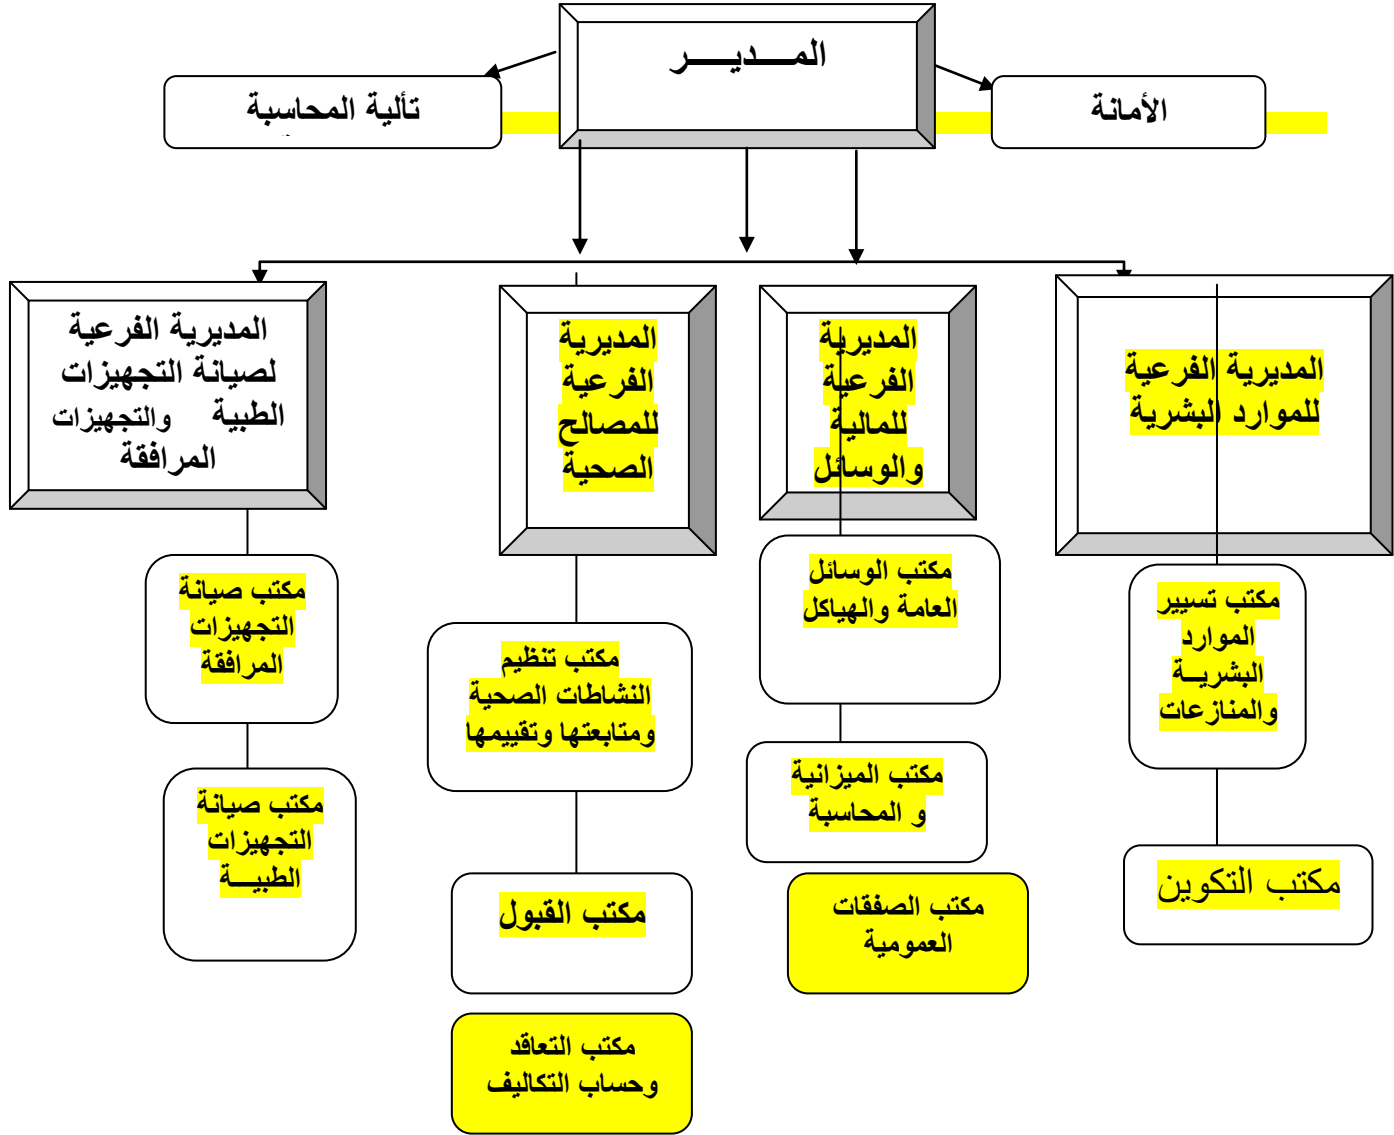 المـــديـــر
الأمانة
تألية المحاسبة
المديرية الفرعية
للموارد البشرية
المديرية
الفرعية
للمالية
والوسائل
المديرية
الفرعية
للمصالح
الصحية
المديرية الفرعية
لصيانة التجهيزات
الطبية والتجهيزات
المرافقة
مكتب تسيير
الموارد
البشريــة
والمنازعات
مكتب التكوين
مكتب الوسائل
العامة والهياكل
مكتب الميزانية
و المحاسبة
مكتب الصفقات
العمومية
مكتب تنظيم
النشاطات الصحية
ومتابعتها وتقييمها
مكتب القبول
مكتب التعاقد
وحساب التكاليف
مكتب صيانة
التجهيزات
المرافقة
مكتب صيانة
التجهيزات
الطبيــة